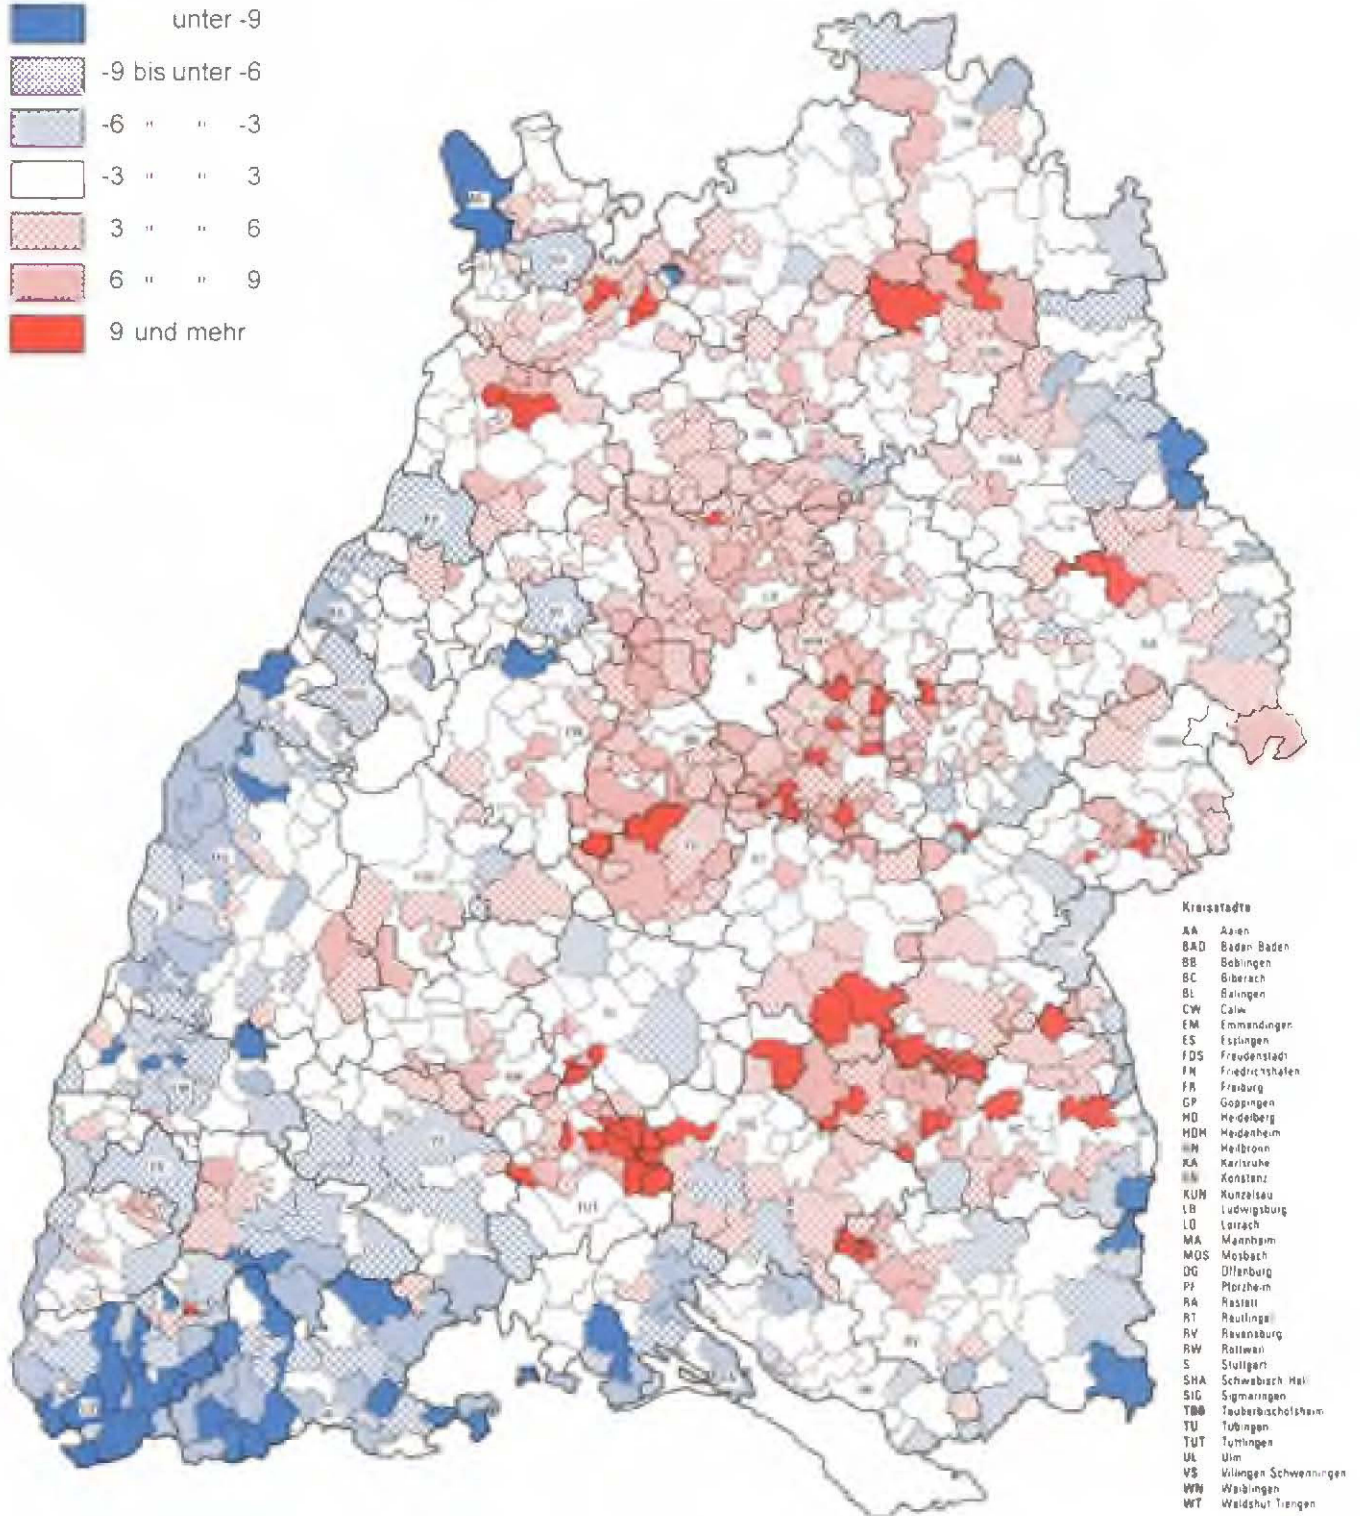 unter -9
-9 bis unter -6
-6 " " -3
-3 " " 3
3 " " 6
6 " " 9
9 und mehr
Kreisstädte
AA Aalen
BAD Baden Baden
BB Böblingen
BC Biberach
BL Balingen
CW Calw
EM Emmendingen
ES Esslingen
FDS Freudenstadt
FN Friedrichshafen
FR Freiburg
GP Göppingen
HD Heidelberg
HDH Heidenheim
HN Heilbronn
KA Karlsruhe
KN Konstanz
KÜN Künzelsau
LB Ludwigsburg
LÖ Lörrach
MA Mannheim
MOS Mosbach
OG Offenburg
PF Pforzheim
RA Rastatt
RT Reutlingen
RV Ravensburg
RW Rottweil
S Stuttgart
SHA Schwäbisch Hall
SIG Sigmaringen
TBB Tauberbischofsheim
TÜ Tübingen
TUT Tuttlingen
UL Ulm
VS Villingen Schwenningen
WN Waiblingen
WT Waldshut Tiengen